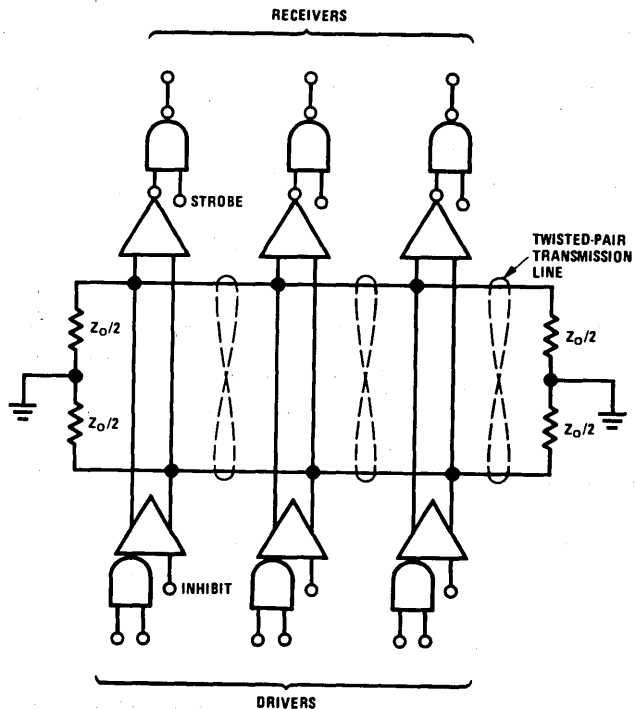 RECEIVERS
STROBE
TWISTED-PAIR
TRANSMISSION
LINE
ZO/2
ZO/2
ZO/2
ZO/2
INHIBIT
DRIVERS